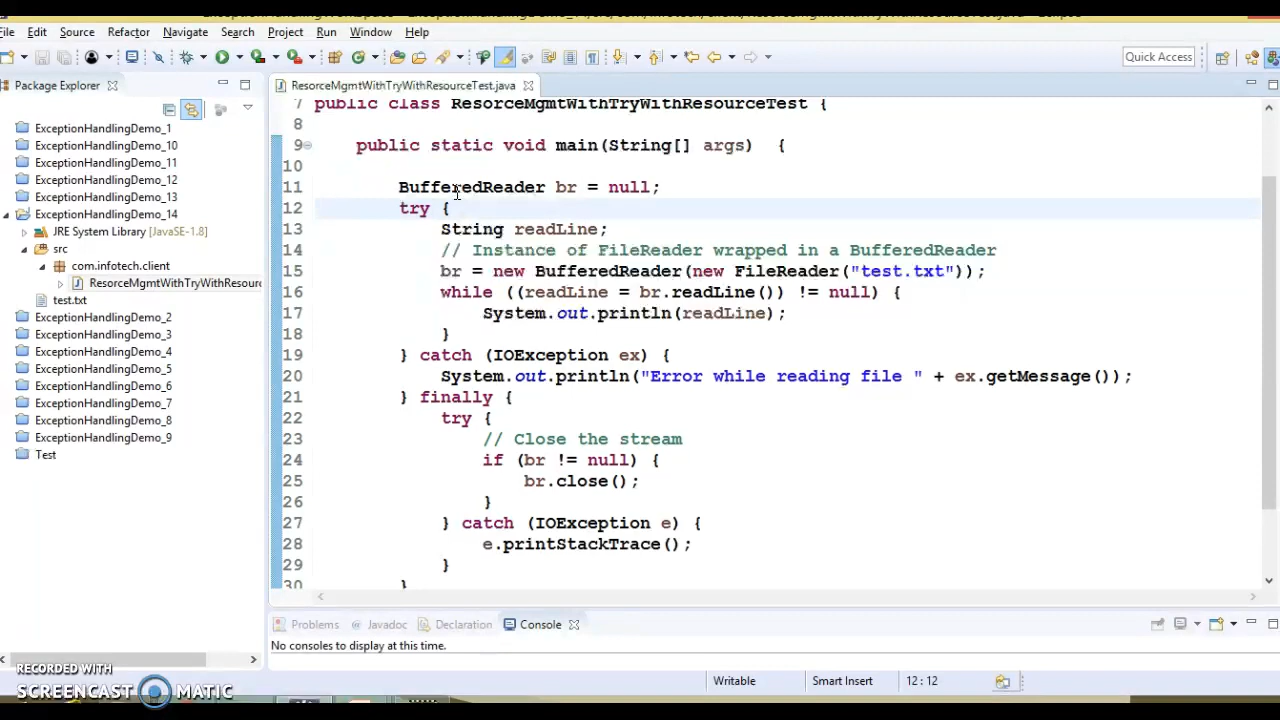 File Edit Source Refactor Navigate Search Project Run Window Help
Quick Access
Package Explorer
ResorceMgmtWithTryWithResourceTest.java
ExceptionHandlingDemo_1
ExceptionHandlingDemo_10
ExceptionHandlingDemo_11
ExceptionHandlingDemo_12
ExceptionHandlingDemo_13
ExceptionHandlingDemo_14
JRE System Library [JavaSE-1.8]
src
com.infotech.client
ResorceMgmtWithTryWithResourc
test.txt
ExceptionHandlingDemo_2
ExceptionHandlingDemo_3
ExceptionHandlingDemo_4
ExceptionHandlingDemo_5
ExceptionHandlingDemo_6
ExceptionHandlingDemo_7
ExceptionHandlingDemo_8
ExceptionHandlingDemo_9
Test
7 public class ResorceMgmtWithTryWithResourceTest {
8
9 public static void main(String[] args) {
10
11 BufferedReader br = null;
12 try {
13 String readLine;
14 // Instance of FileReader wrapped in a BufferedReader
15 br = new BufferedReader(new FileReader("test.txt"));
16 while ((readLine = br.readLine()) != null) {
17 System.out.println(readLine);
18 }
19 } catch (IOException ex) {
20 System.out.println("Error while reading file " + ex.getMessage());
21 } finally {
22 try {
23 // Close the stream
24 if (br != null) {
25 br.close();
26 }
27 } catch (IOException e) {
28 e.printStackTrace();
29 }
30 }
Problems @ Javadoc Declaration Console
No consoles to display at this time.
Writable Smart Insert 12 : 12
RECORDED WITH
SCREENCAST MATIC